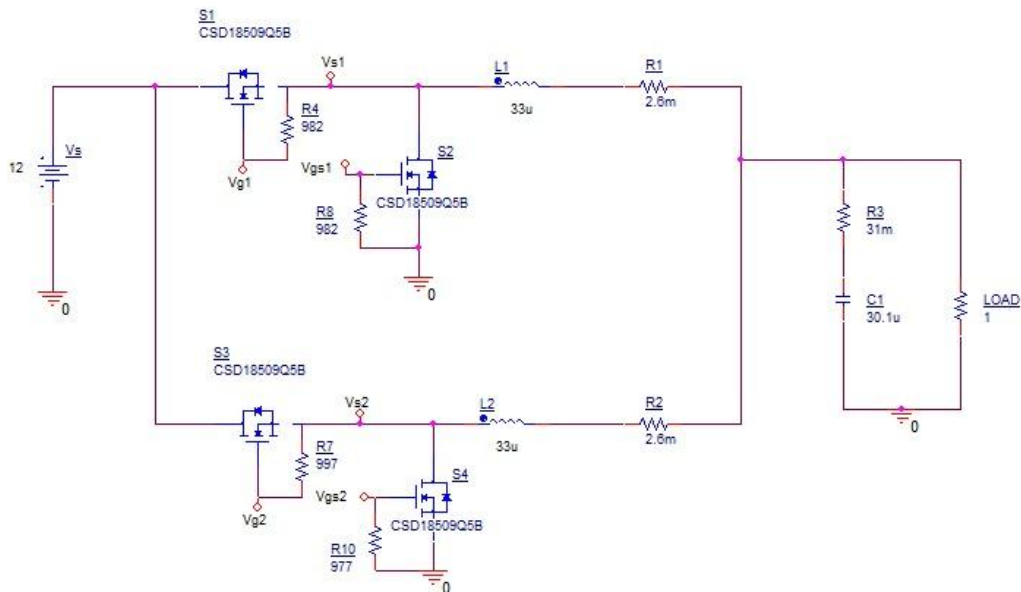 S1
CSD18509Q5B
Vs1
L1
33u
R1
2.6m
R4
982
Vg1
Vgs1
S2
CSD18509Q5B
R8
982
0
12
Vs
0
R3
31m
C1
30.1u
LOAD
1
0
S3
CSD18509Q5B
Vs2
L2
33u
R2
2.6m
R7
997
Vg2
Vgs2
S4
CSD18509Q5B
R10
977
0